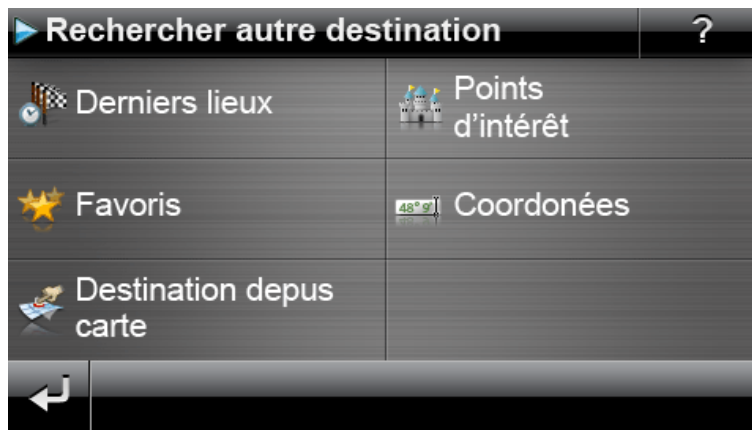 Rechercher autre destination ?
Derniers lieux
Points
d'intérêt
Favoris
48° 9'
Coordonées
Destination depus
carte